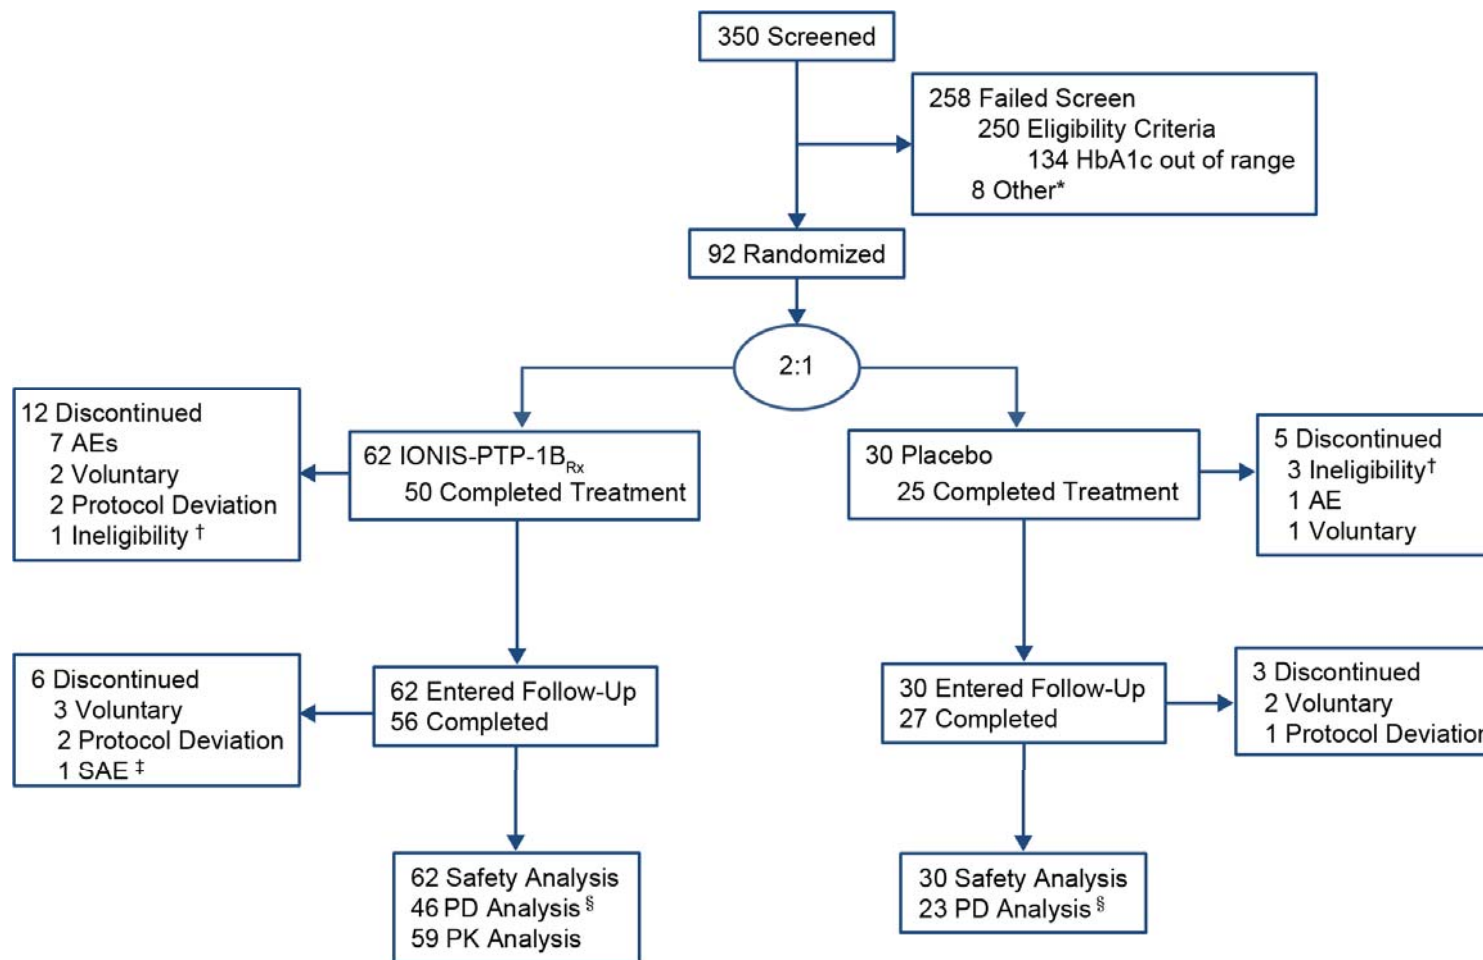 350 Screened
258 Failed Screen
250 Eligibility Criteria
134 HbA1c out of range
8 Other*
92 Randomized
2:1
12 Discontinued
7 AEs
2 Voluntary
2 Protocol Deviation
1 Ineligibility †
62 IONIS-PTP-1BRx
50 Completed Treatment
30 Placebo
25 Completed Treatment
5 Discontinued
3 Ineligibility†
1 AE
1 Voluntary
6 Discontinued
3 Voluntary
2 Protocol Deviation
1 SAE ‡
62 Entered Follow-Up
56 Completed
30 Entered Follow-Up
27 Completed
3 Discontinued
2 Voluntary
1 Protocol Deviation
62 Safety Analysis
46 PD Analysis §
59 PK Analysis
30 Safety Analysis
23 PD Analysis §